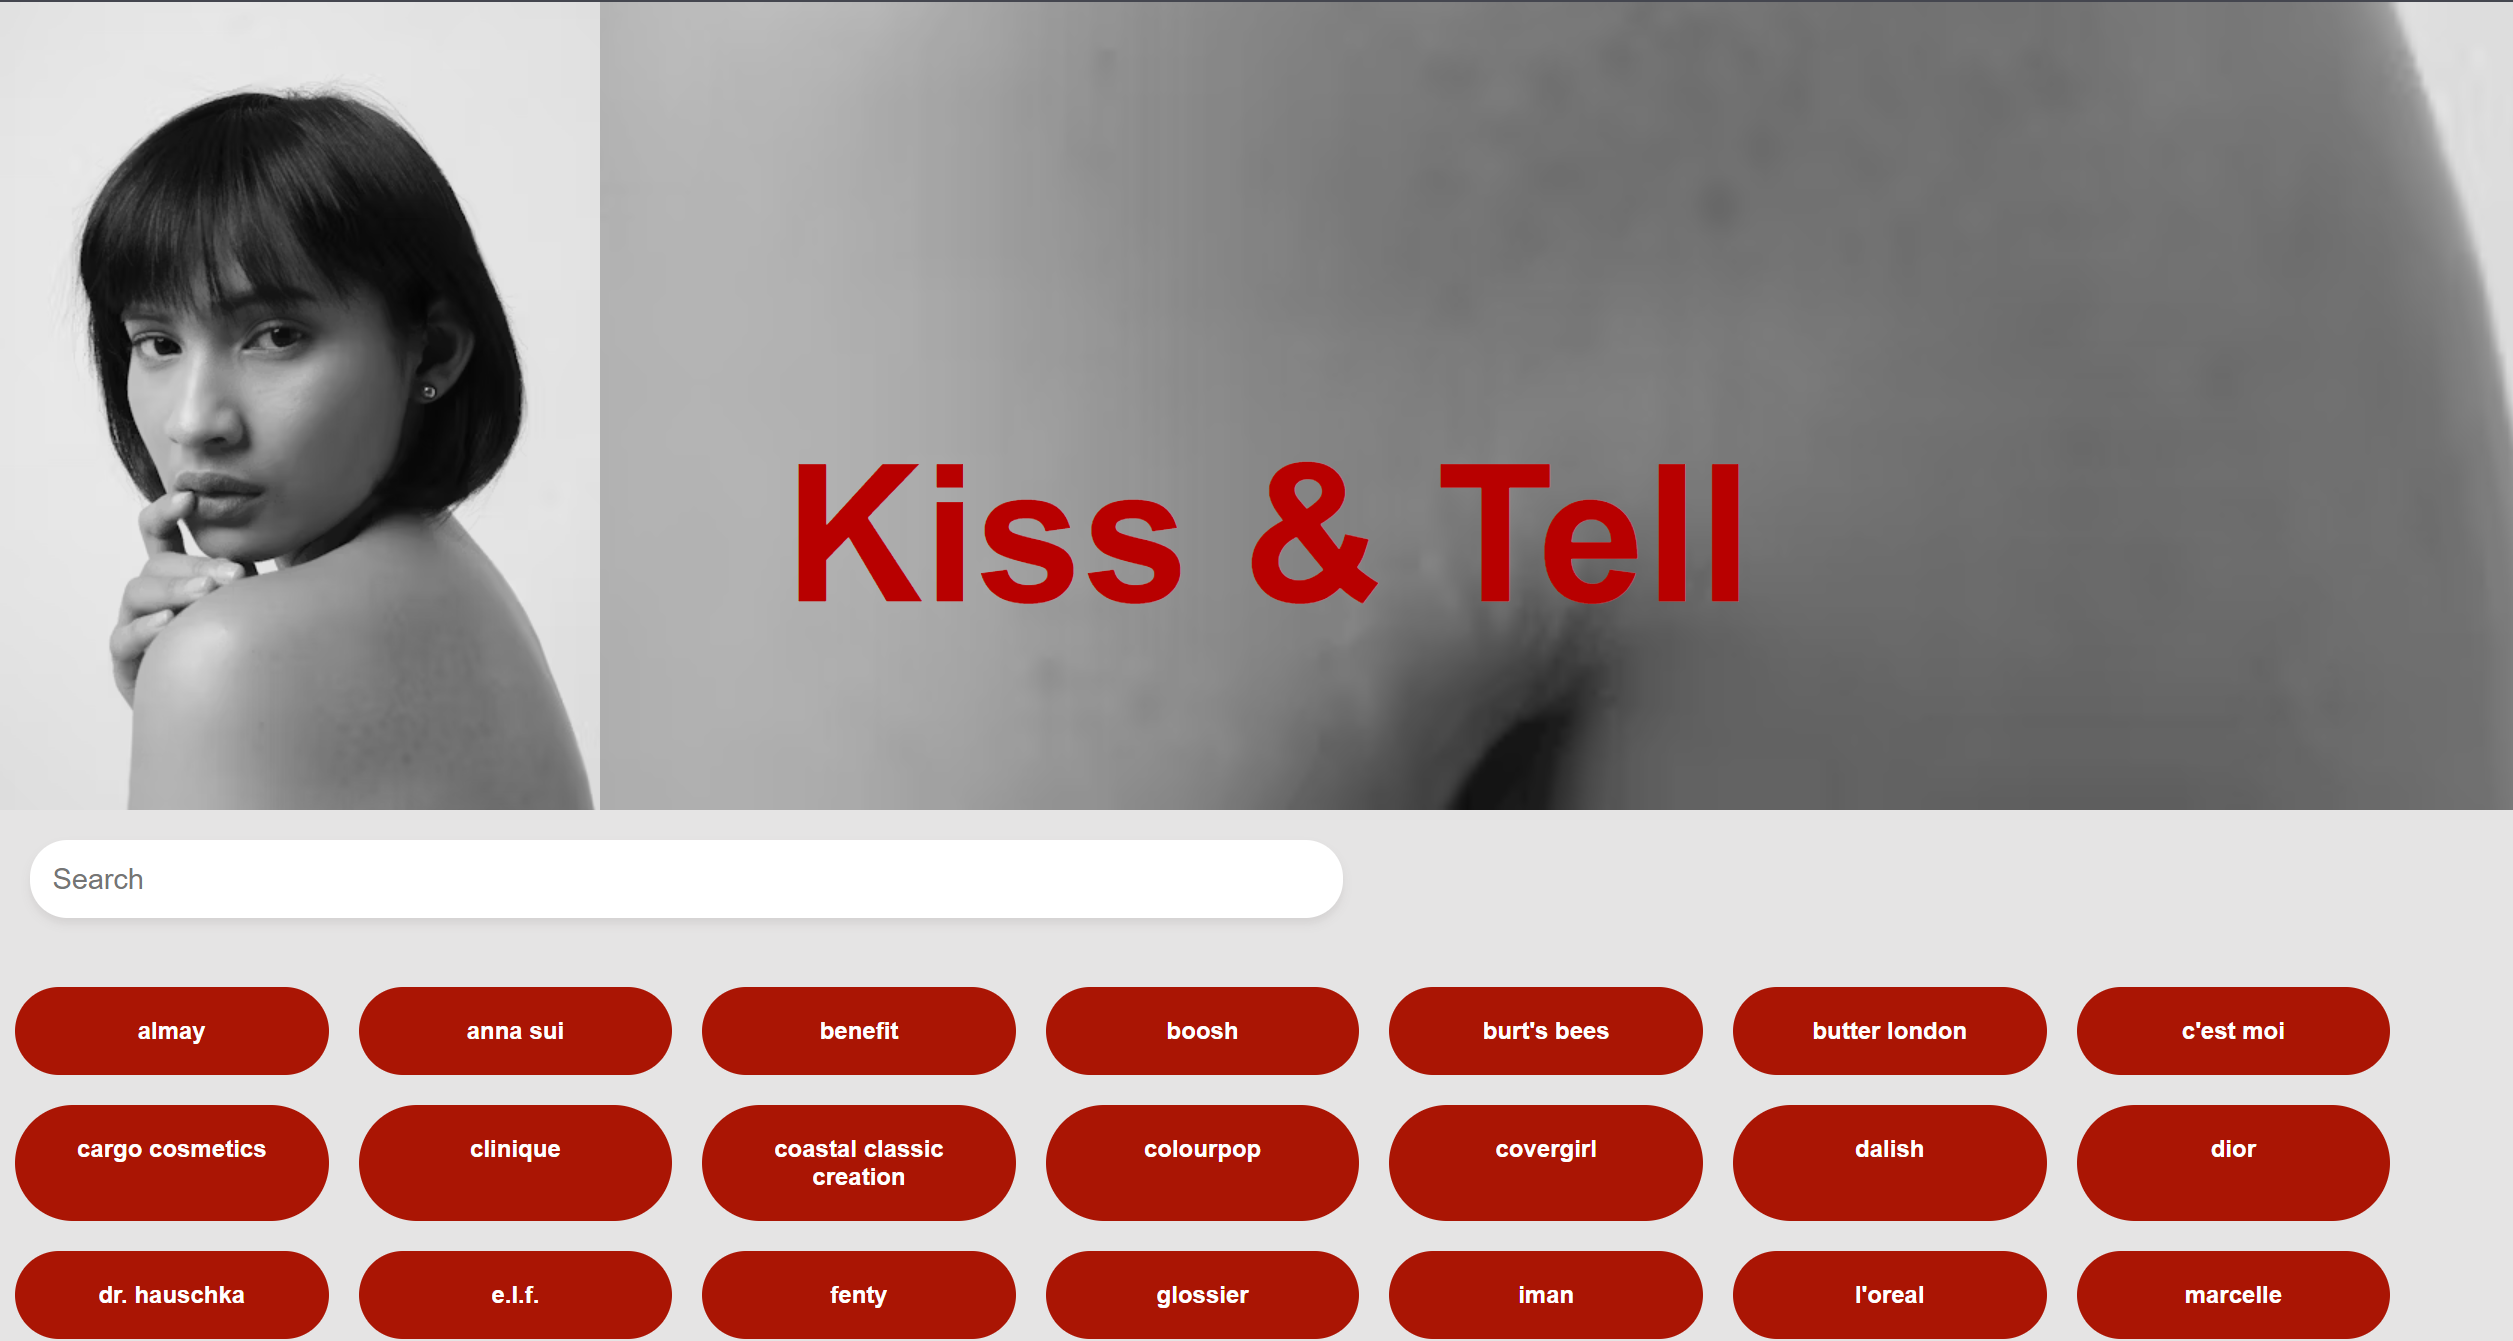 Kiss & Tell
Search
almay
anna sui
benefit
boosh
burt's bees
butter london
c'est moi
cargo cosmetics
clinique
coastal classic
creation
colourpop
covergirl
dalish
dior
dr. hauschka
e.l.f.
fenty
glossier
iman
l'oreal
marcelle